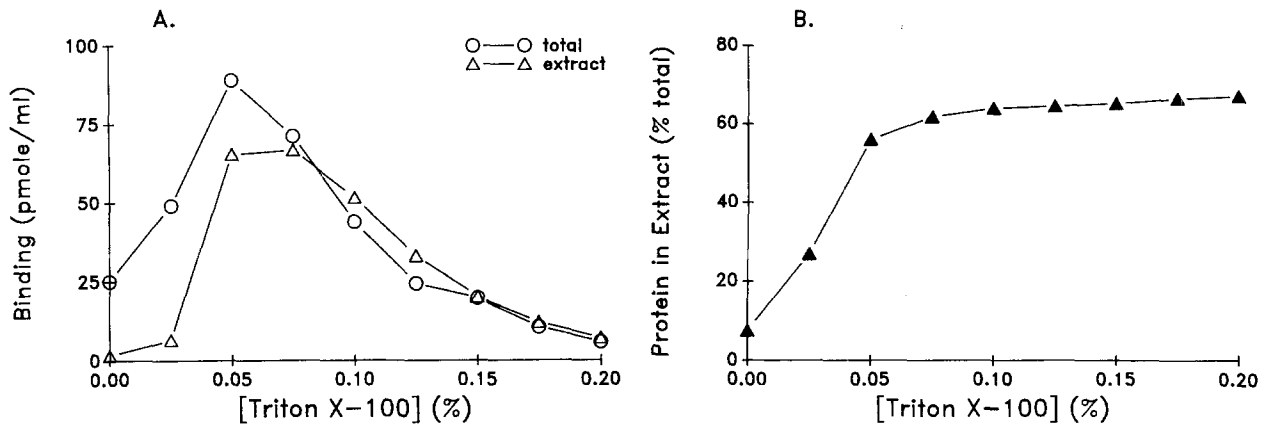 A.
100
75
50
25
0
0.00
0.05
0.10
0.15
0.20
Binding (pmole/ml)
[Triton X-100] (%)
total
extract
B.
80
60
40
20
0
0.00
0.05
0.10
0.15
0.20
Protein in Extract (% total)
[Triton X-100] (%)